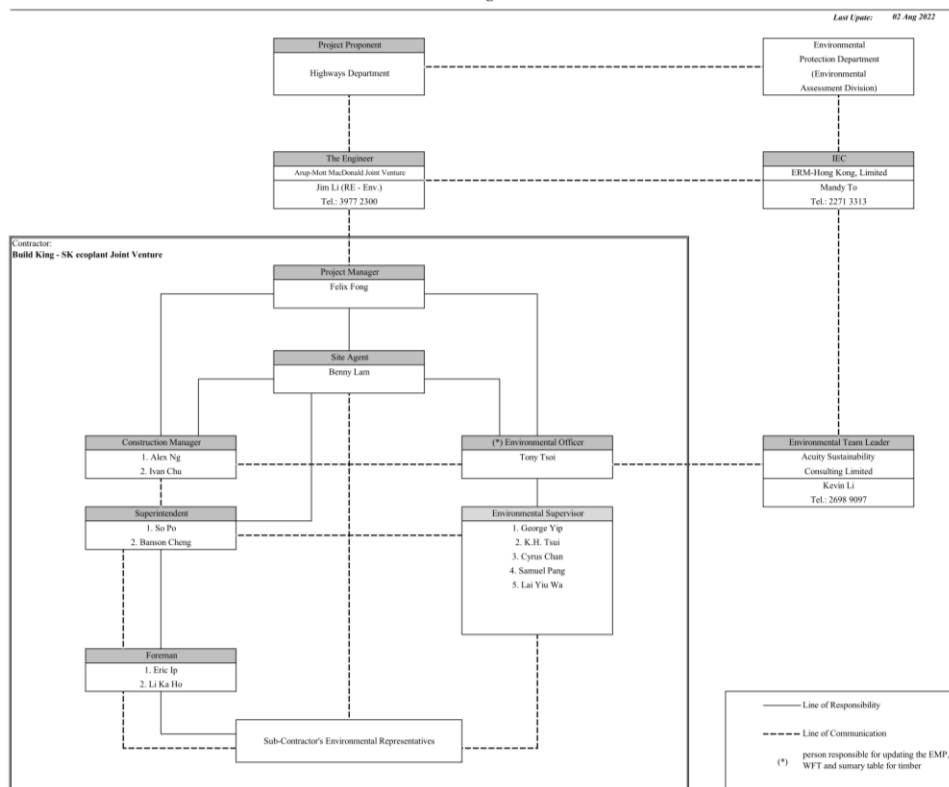 Last Upate: 02 Aug 2022
Project Proponent
Highways Department
Environmental
Protection Department
(Environmental
Assessment Division)
The Engineer
Arup-Mott MacDonald Joint Venture
Jim Li (RE - Env.)
Tel.: 3977 2300
IEC
ERM-Hong Kong, Limited
Mandy To
Tel.: 2271 3313
Contractor:
Build King - SK ecoplant Joint Venture
Project Manager
Felix Fong
Site Agent
Benny Lam
Construction Manager
1. Alex Ng
2. Ivan Chu
(*) Environmental Officer
Tony Tsoi
Environmental Team Leader
Acuity Sustainability
Consulting Limited
Kevin Li
Tel.: 2698 9097
Superintendent
1. So Po
2. Banson Cheng
Environmental Supervisor
1. George Yip
2. K.H. Tsui
3. Cyrus Chan
4. Samuel Pang
5. Lai Yiu Wa
Foreman
1. Eric Ip
2. Li Ka Ho
Sub-Contractor's Environmental Representatives
Line of Responsibility
Line of Communication
(*) person responsible for updating the EMP,
WFT and sumary table for timber